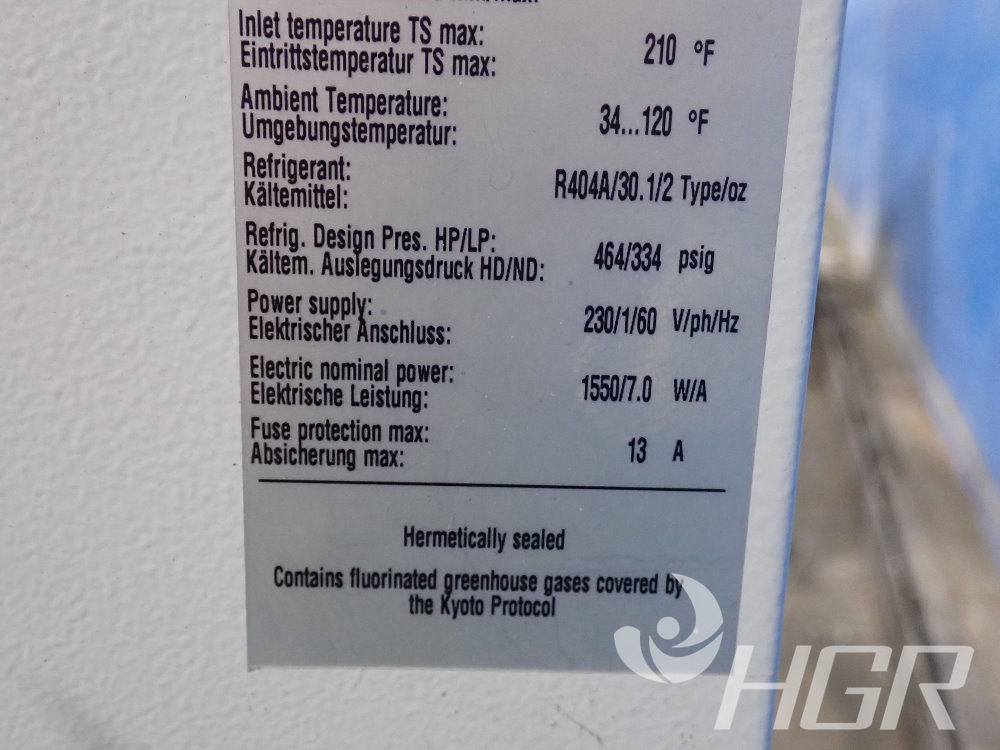 Inlet temperature TS max:
Eintrittstemperatur TS max:
210 °F
Ambient Temperature:
Umgebungstemperatur:
34...120 °F
Refrigerant:
Kältemittel:
R404A/30.1/2 Type/oz
Refrig. Design Pres. HP/LP:
Kältem. Auslegungsdruck HD/ND:
464/334 psig
Power supply:
Elektrischer Anschluss:
230/1/60 V/ph/Hz
Electric nominal power:
Elektrische Leistung:
1550/7.0 W/A
Fuse protection max:
Absicherung max:
13 A
Hermetically sealed
Contains fluorinated greenhouse gases covered by
the Kyoto Protocol
HGR